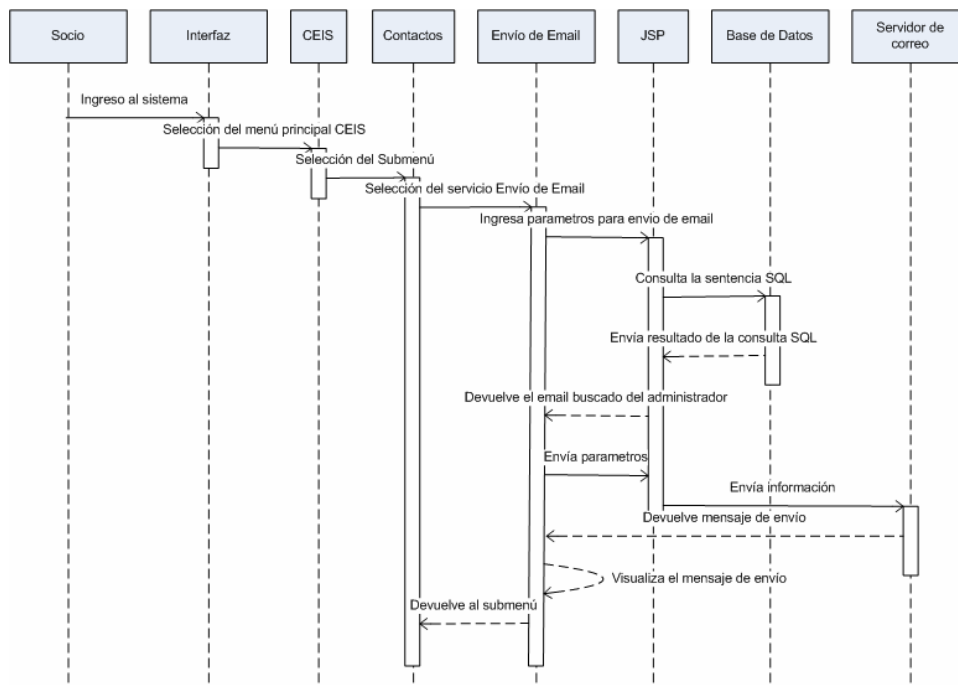 Socio
Interfaz
CEIS
Contactos
Envío de Email
JSP
Base de Datos
Servidor de
correo
Ingreso al sistema
Selección del menú principal CEIS
Selección del Submenú
Selección del servicio Envío de Email
Ingresa parametros para envio de email
Consulta la sentencia SQL
Envía resultado de la consulta SQL
Devuelve el email buscado del administrador
Envía parametros
Envía información
Devuelve mensaje de envío
Visualiza el mensaje de envío
Devuelve al submenú